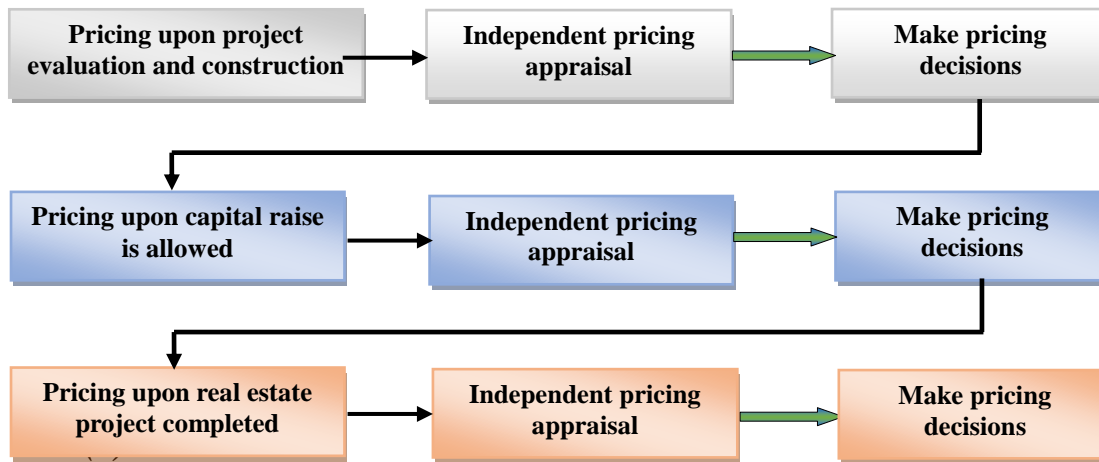 Pricing upon project
evaluation and construction
Independent pricing
appraisal
Make pricing
decisions
Pricing upon capital raise
is allowed
Independent pricing
appraisal
Make pricing
decisions
Pricing upon real estate
project completed
Independent pricing
appraisal
Make pricing
decisions